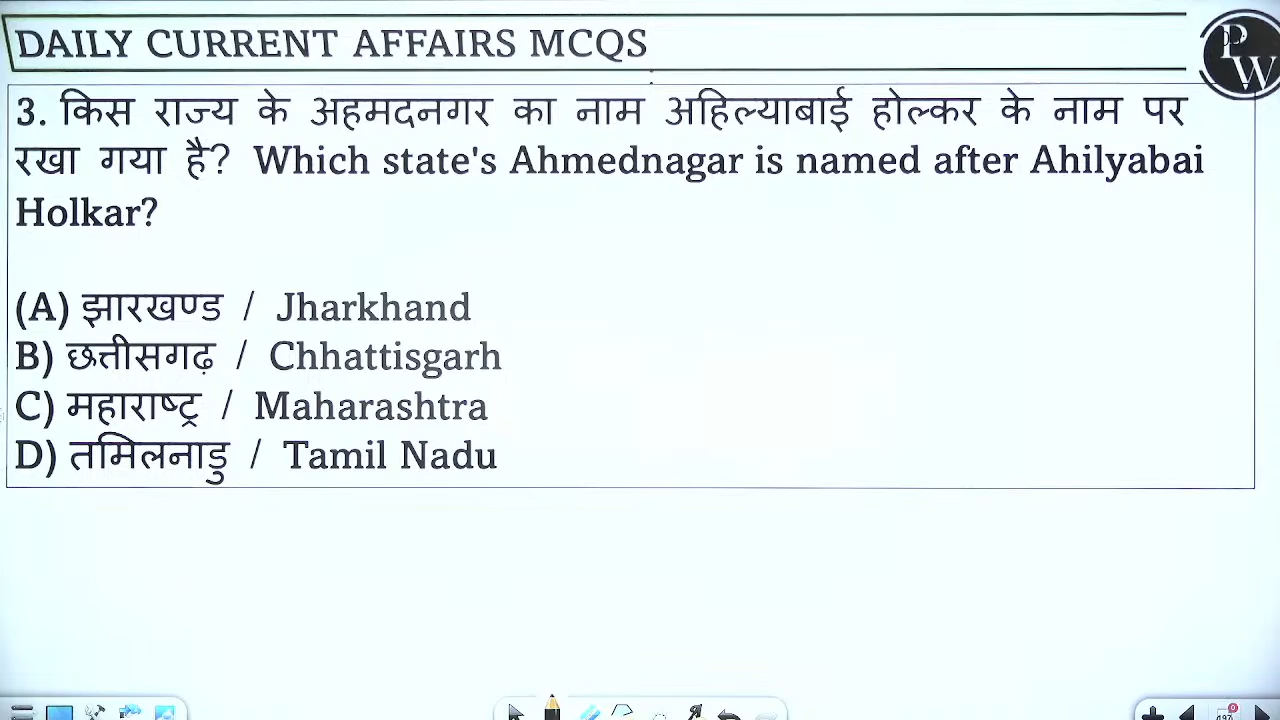 DAILY CURRENT AFFAIRS MCQS
PW
3. किस राज्य के अहमदनगर का नाम अहिल्याबाई होल्कर के नाम पर
रखा गया है? Which state's Ahmednagar is named after Ahilyabai
Holkar?
(A) झारखण्ड / Jharkhand
B) छत्तीसगढ़ / Chhattisgarh
C) महाराष्ट्र / Maharashtra
D) तमिलनाडु / Tamil Nadu